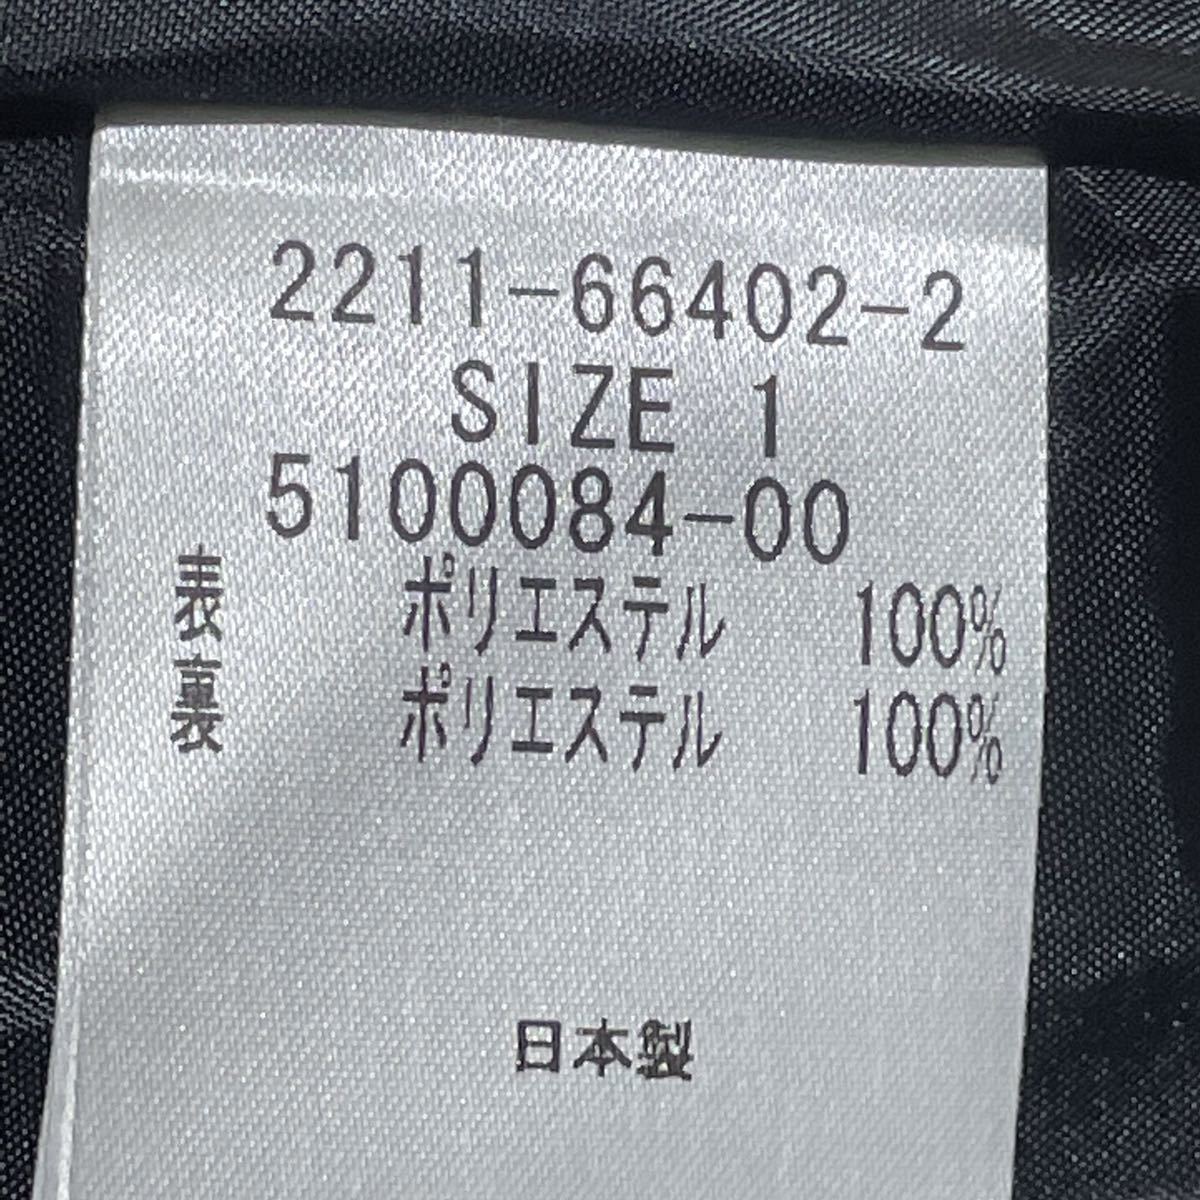 2211-66402-2
SIZE 1
5100084-00
表 ポリエステル 100%
裏 ポリエステル 100%
日本製